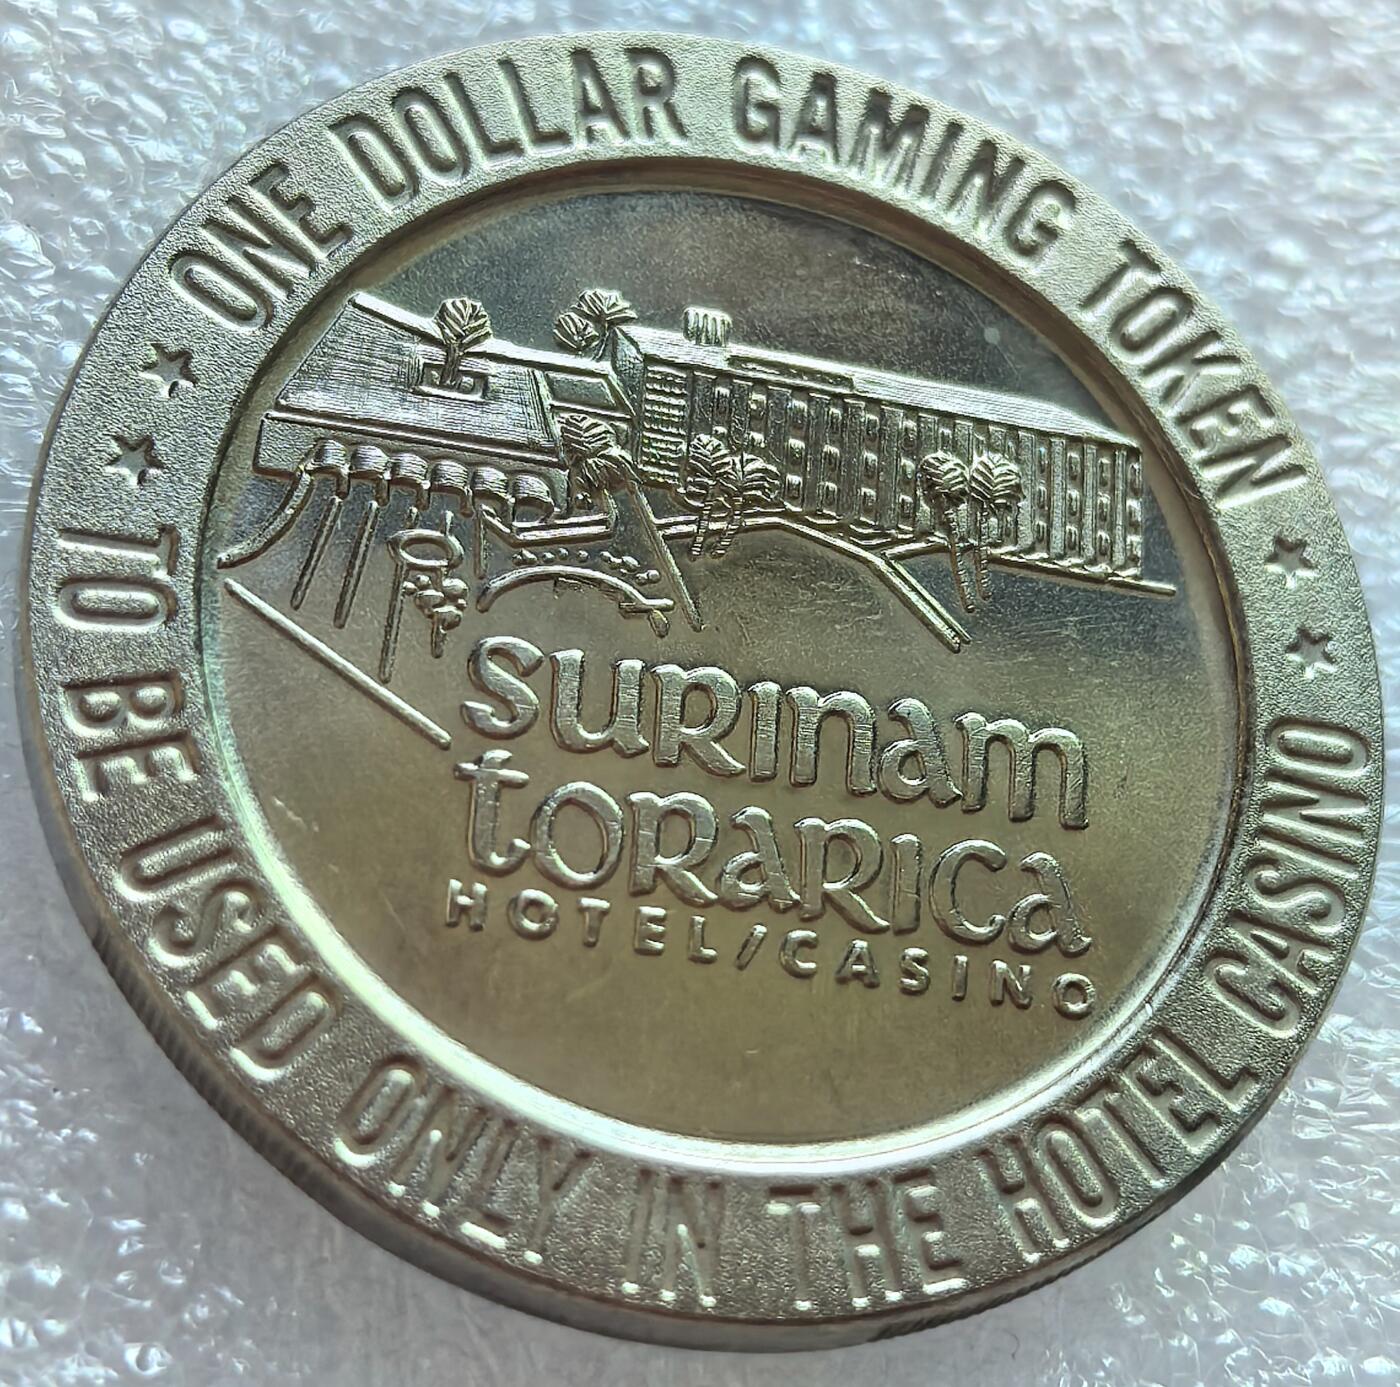 ONE DOLLAR GAMING TOKEN
SURINAM
TORARICA
HOTEL/CASINO
TO BE USED ONLY IN THE HOTEL CASINO